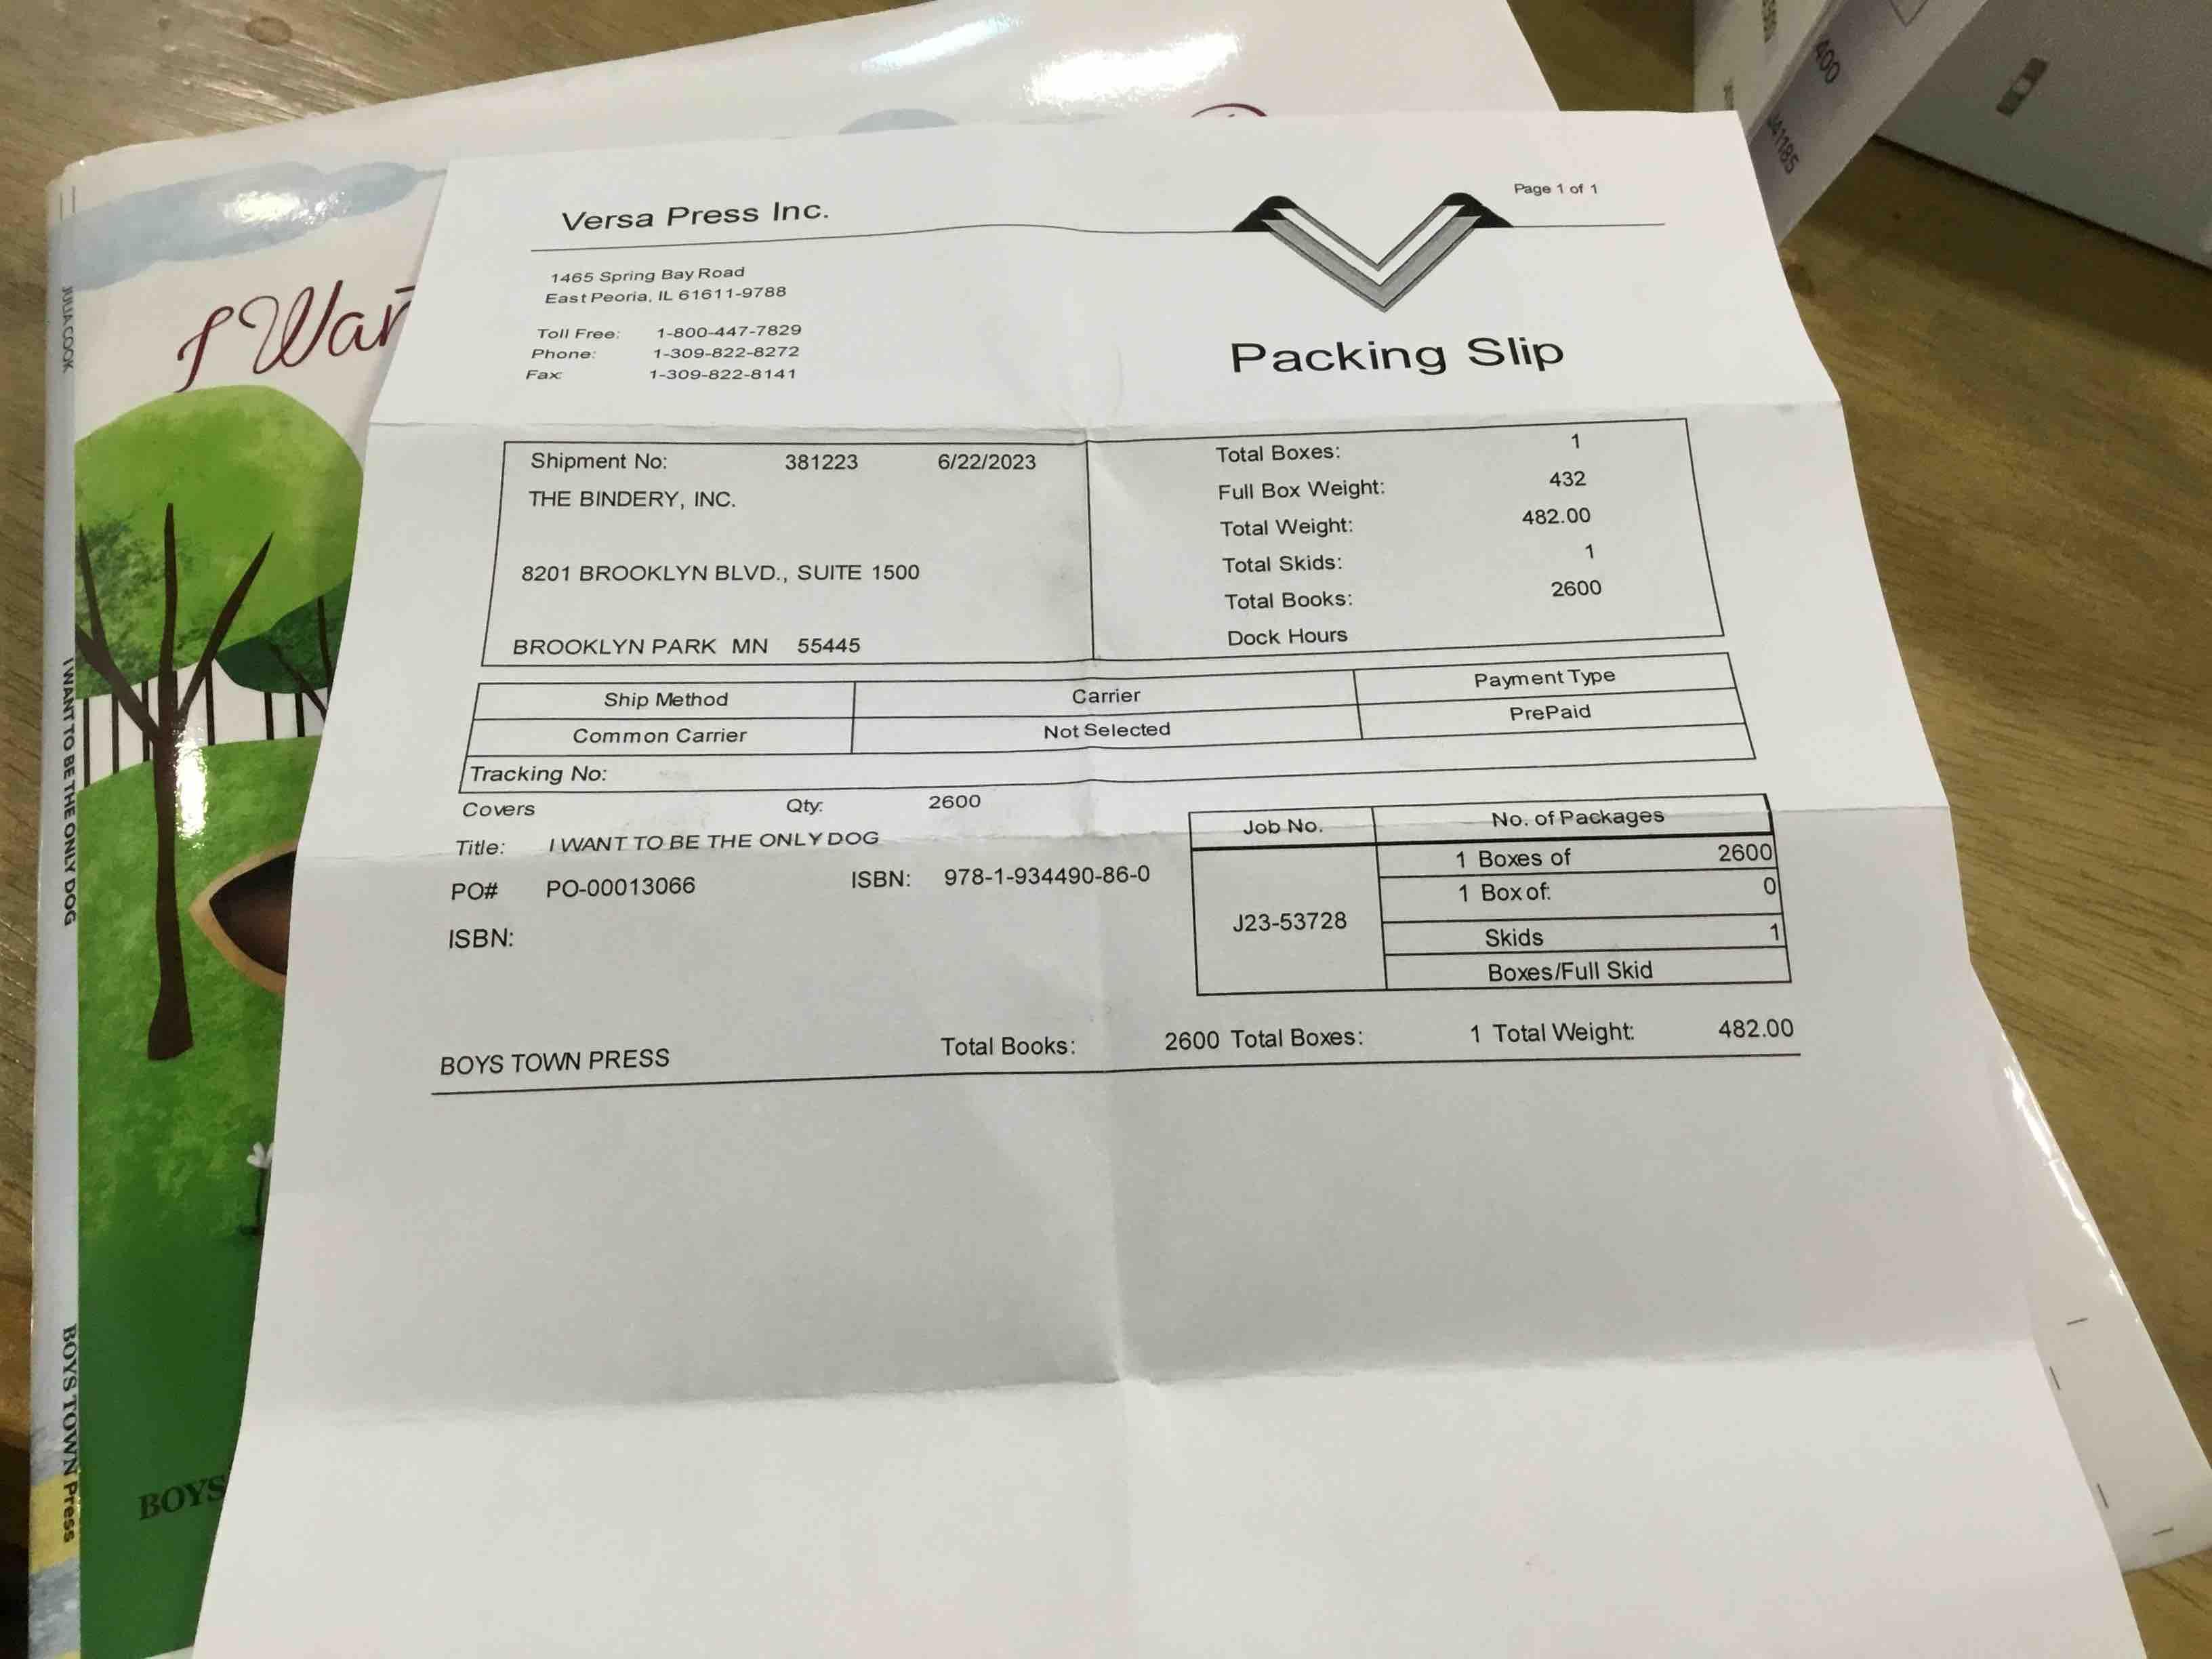 Page 1 of 1
Versa Press Inc.
1465 Spring Bay Road
East Peoria, IL 61611-9788
Toll Free: 1-800-447-7829
Phone: 1-309-822-8272
Fax: 1-309-822-8141
Packing Slip
Shipment No: 381223 6/22/2023
THE BINDERY, INC.
8201 BROOKLYN BLVD., SUITE 1500
BROOKLYN PARK MN 55445
Total Boxes: 1
Full Box Weight: 432
Total Weight: 482.00
Total Skids: 1
Total Books: 2600
Dock Hours
Ship Method Carrier Payment Type
Common Carrier Not Selected PrePaid
Tracking No:
Covers Qty: 2600
Title: I WANT TO BE THE ONLY DOG
PO# PO-00013066 ISBN: 978-1-934490-86-0
ISBN:
Job No. No. of Packages
J23-53728
1 Boxes of 2600
1 Box of: 0
Skids 1
Boxes/Full Skid
BOYS TOWN PRESS Total Books: 2600 Total Boxes: 1 Total Weight: 482.00
JULIA COOK
I WANT TO BE THE ONLY DOG
BOYS TOWN Press
I Wan
BOYS
400